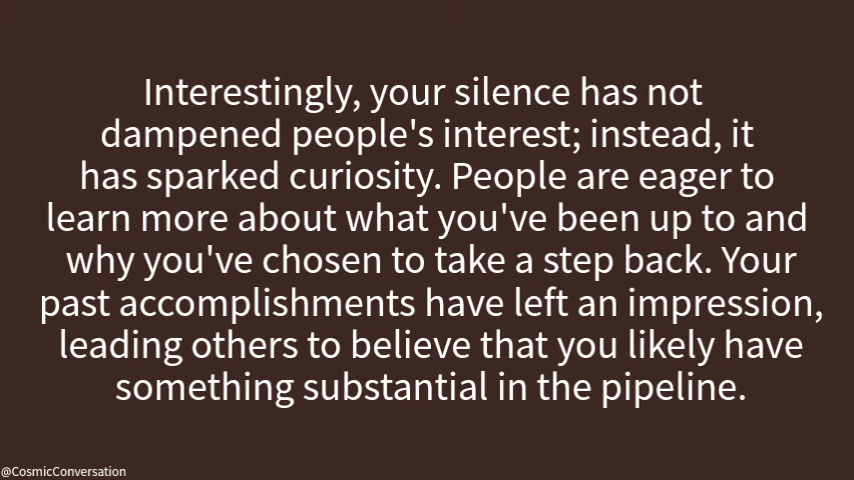 Interestingly, your silence has not
dampened people's interest; instead, it
has sparked curiosity. People are eager to
learn more about what you've been up to and
why you've chosen to take a step back. Your
past accomplishments have left an impression,
leading others to believe that you likely have
something substantial in the pipeline.
@CosmicConversation